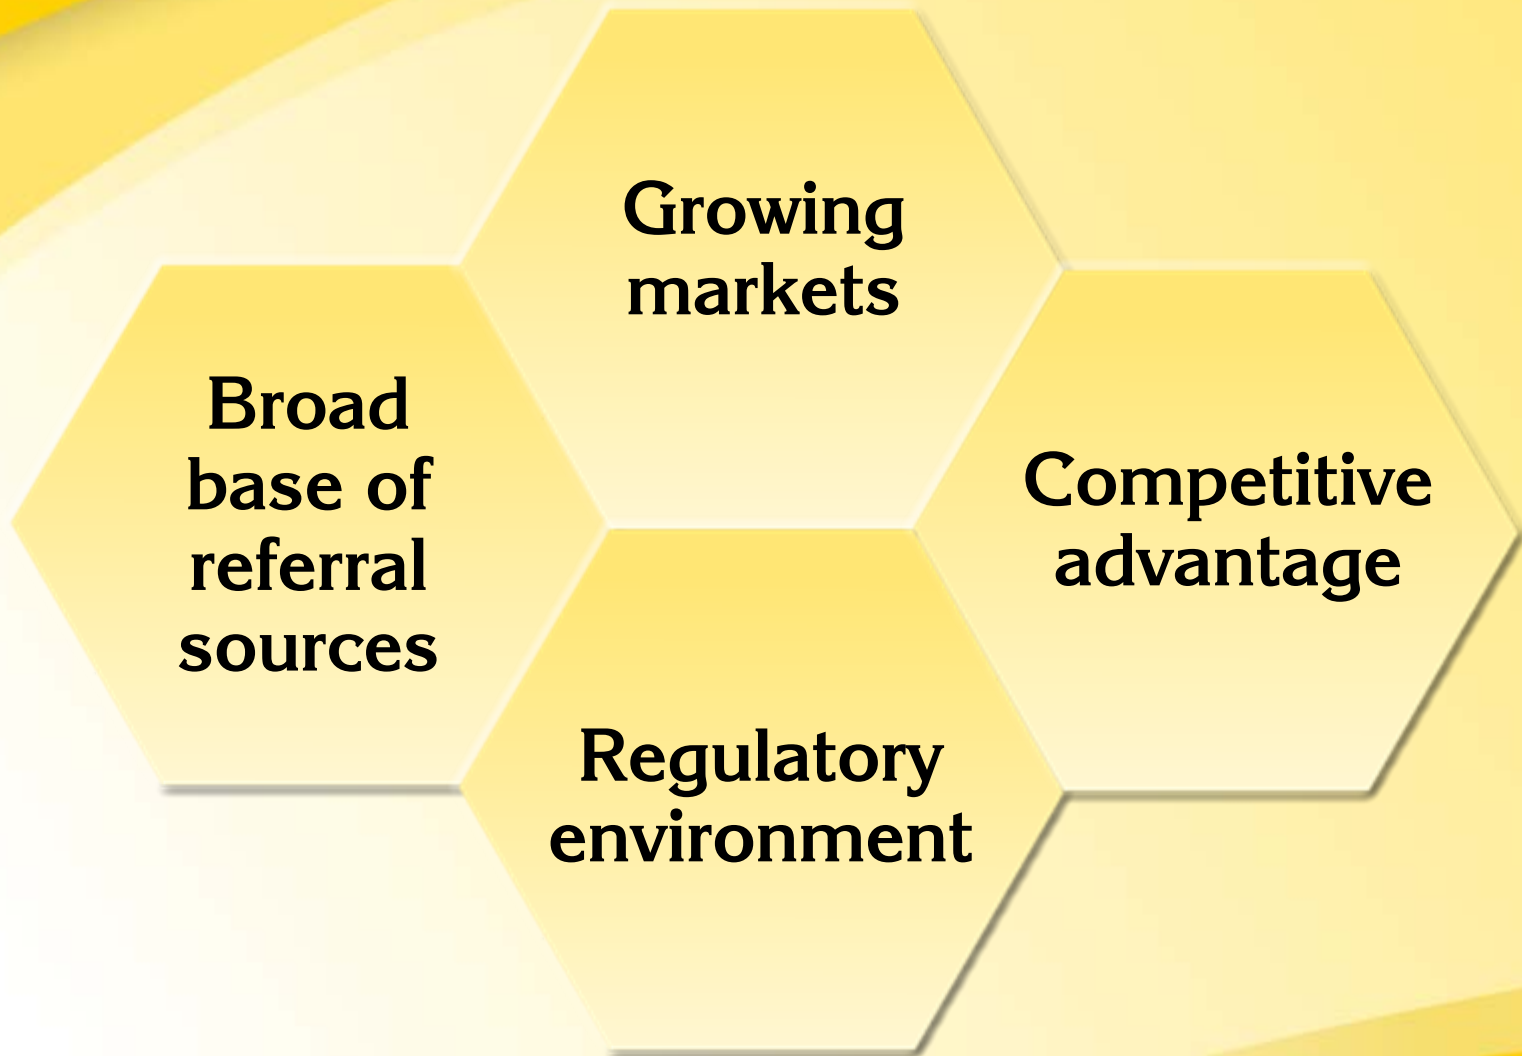 Growing
markets
Broad
base of
referral
sources
Competitive
advantage
Regulatory
environment